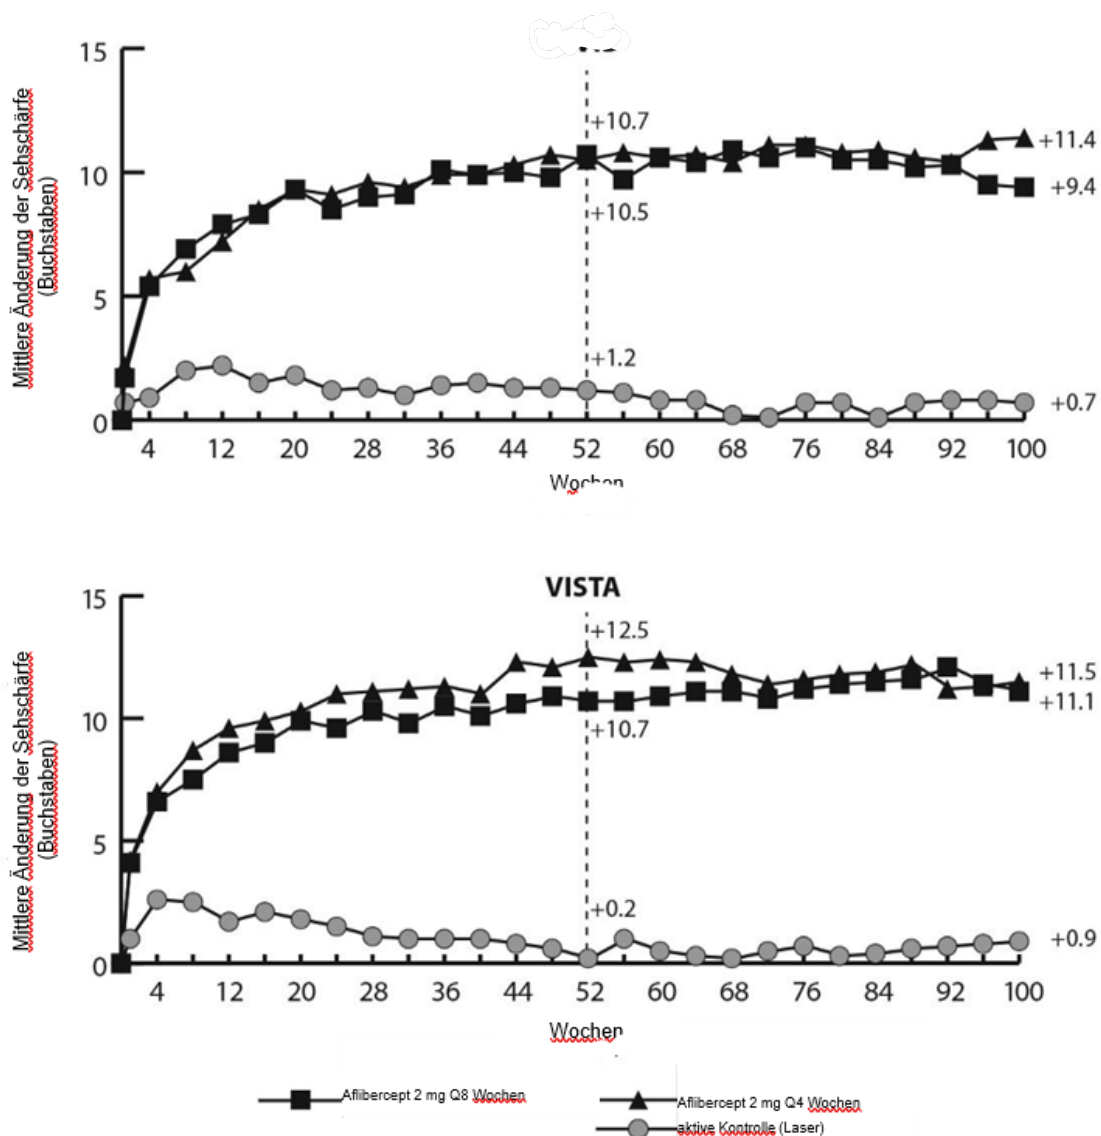 15
10
5
0
Mittlere Änderung der Sehschärfe
(Buchstaben)
+10.7
+10.5
+1.2
+11.4
+9.4
+0.7
4 12 20 28 36 44 52 60 68 76 84 92 100
Wochen
VISTA
15
10
5
0
Mittlere Änderung der Sehschärfe
(Buchstaben)
+12.5
+10.7
+0.2
+11.5
+11.1
+0.9
4 12 20 28 36 44 52 60 68 76 84 92 100
Wochen
Aflibercept 2 mg Q8 Wochen
Aflibercept 2 mg Q4 Wochen
aktive Kontrolle (Laser)